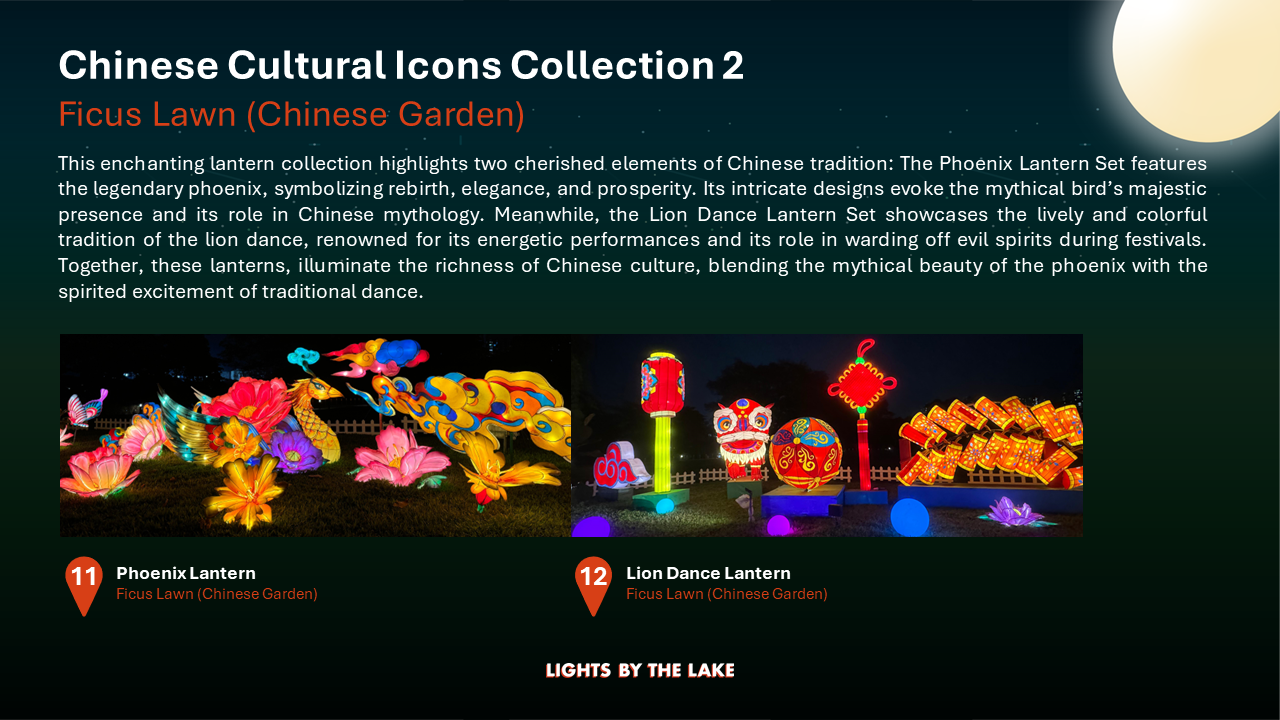 Chinese Cultural Icons Collection 2
Ficus Lawn (Chinese Garden)
This enchanting lantern collection highlights two cherished elements of Chinese tradition: The Phoenix Lantern Set features
the legendary phoenix, symbolizing rebirth, elegance, and prosperity. Its intricate designs evoke the mythical bird’s majestic
presence and its role in Chinese mythology. Meanwhile, the Lion Dance Lantern Set showcases the lively and colorful
tradition of the lion dance, renowned for its energetic performances and its role in warding off evil spirits during festivals.
Together, these lanterns, illuminate the richness of Chinese culture, blending the mythical beauty of the phoenix with the
spirited excitement of traditional dance.
11
Phoenix Lantern
Ficus Lawn (Chinese Garden)
12
Lion Dance Lantern
Ficus Lawn (Chinese Garden)
LIGHTS BY THE LAKE